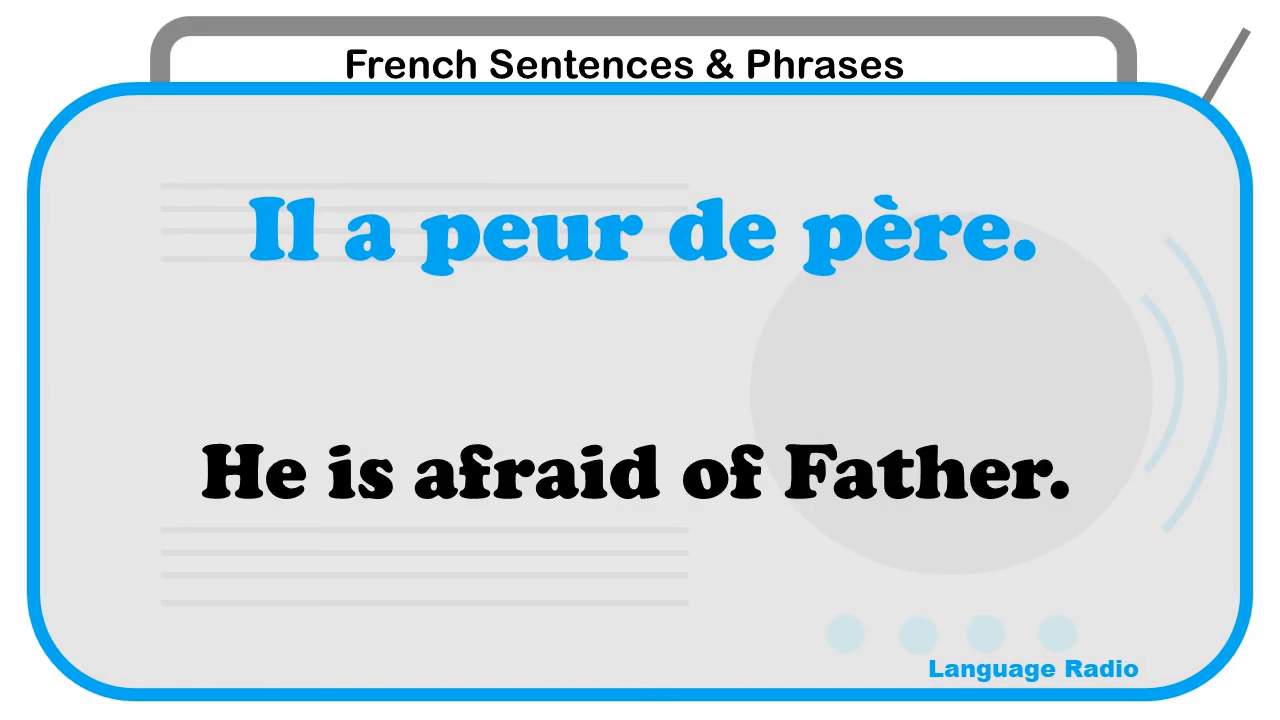 French Sentences & Phrases
Il a peur de père.
He is afraid of Father.
Language Radio